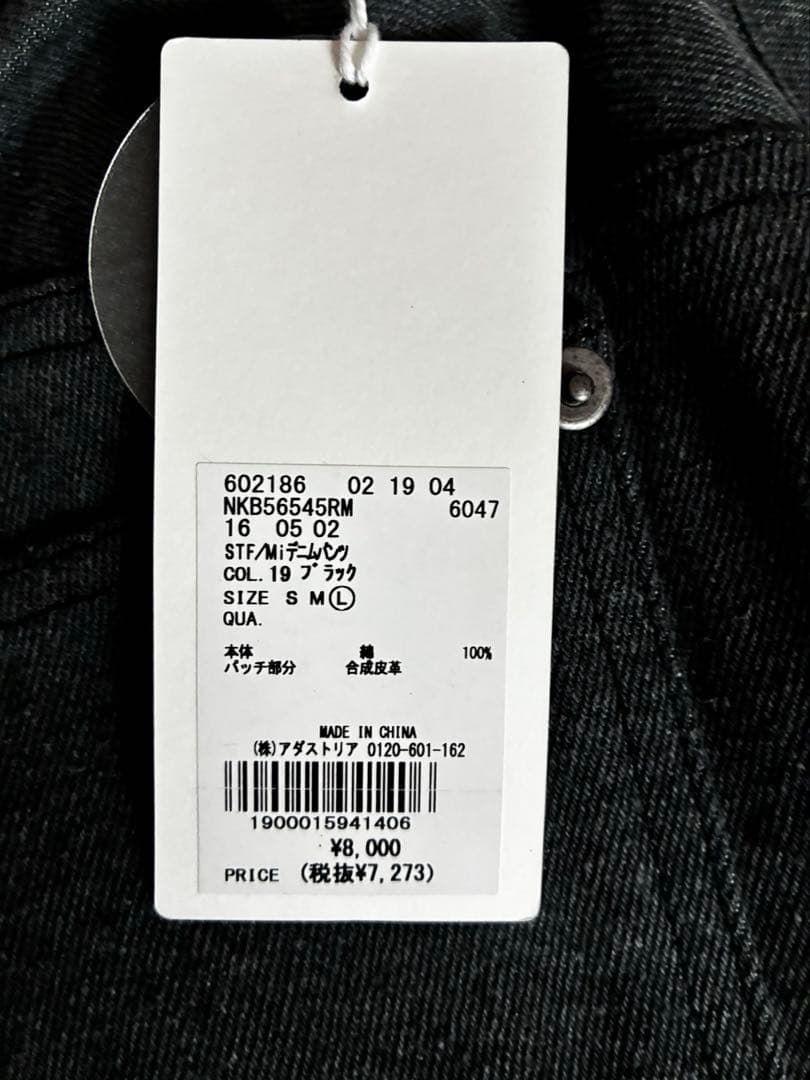 602186 02 19 04
NKB56545RM 6047
16 05 02
STF/Miデニムパンツ
COL.19 ブラック
SIZE S M Ⓛ
QUA.
本体 綿 100%
パッチ部分 合成皮革
MADE IN CHINA
(株)アダストリア 0120-601-162
1900015941406
¥8,000
PRICE (税抜¥7,273)